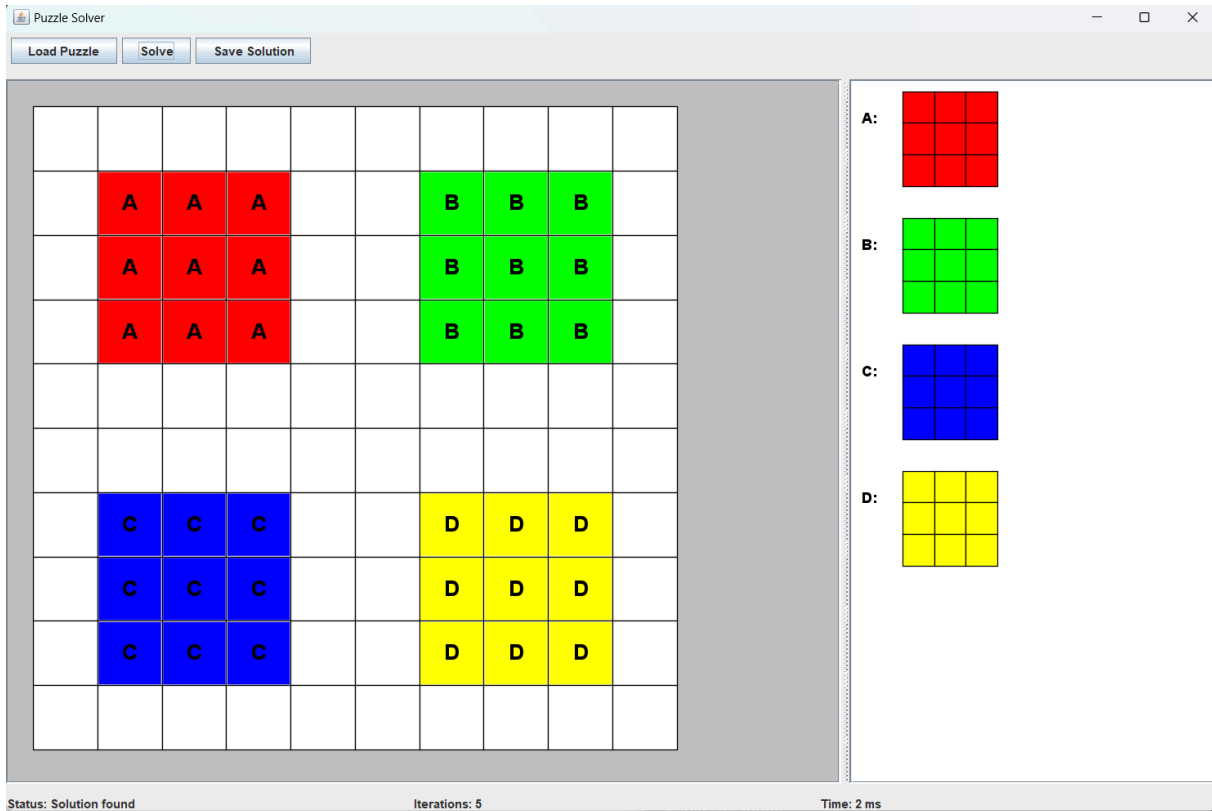 Puzzle Solver
Load Puzzle Solve Save Solution
A:
A A A B B B
A A A B B B
B:
A A A B B B
C:
D:
C C C D D D
C C C D D D
C C C D D D
Status: Solution found Iterations: 5 Time: 2 ms